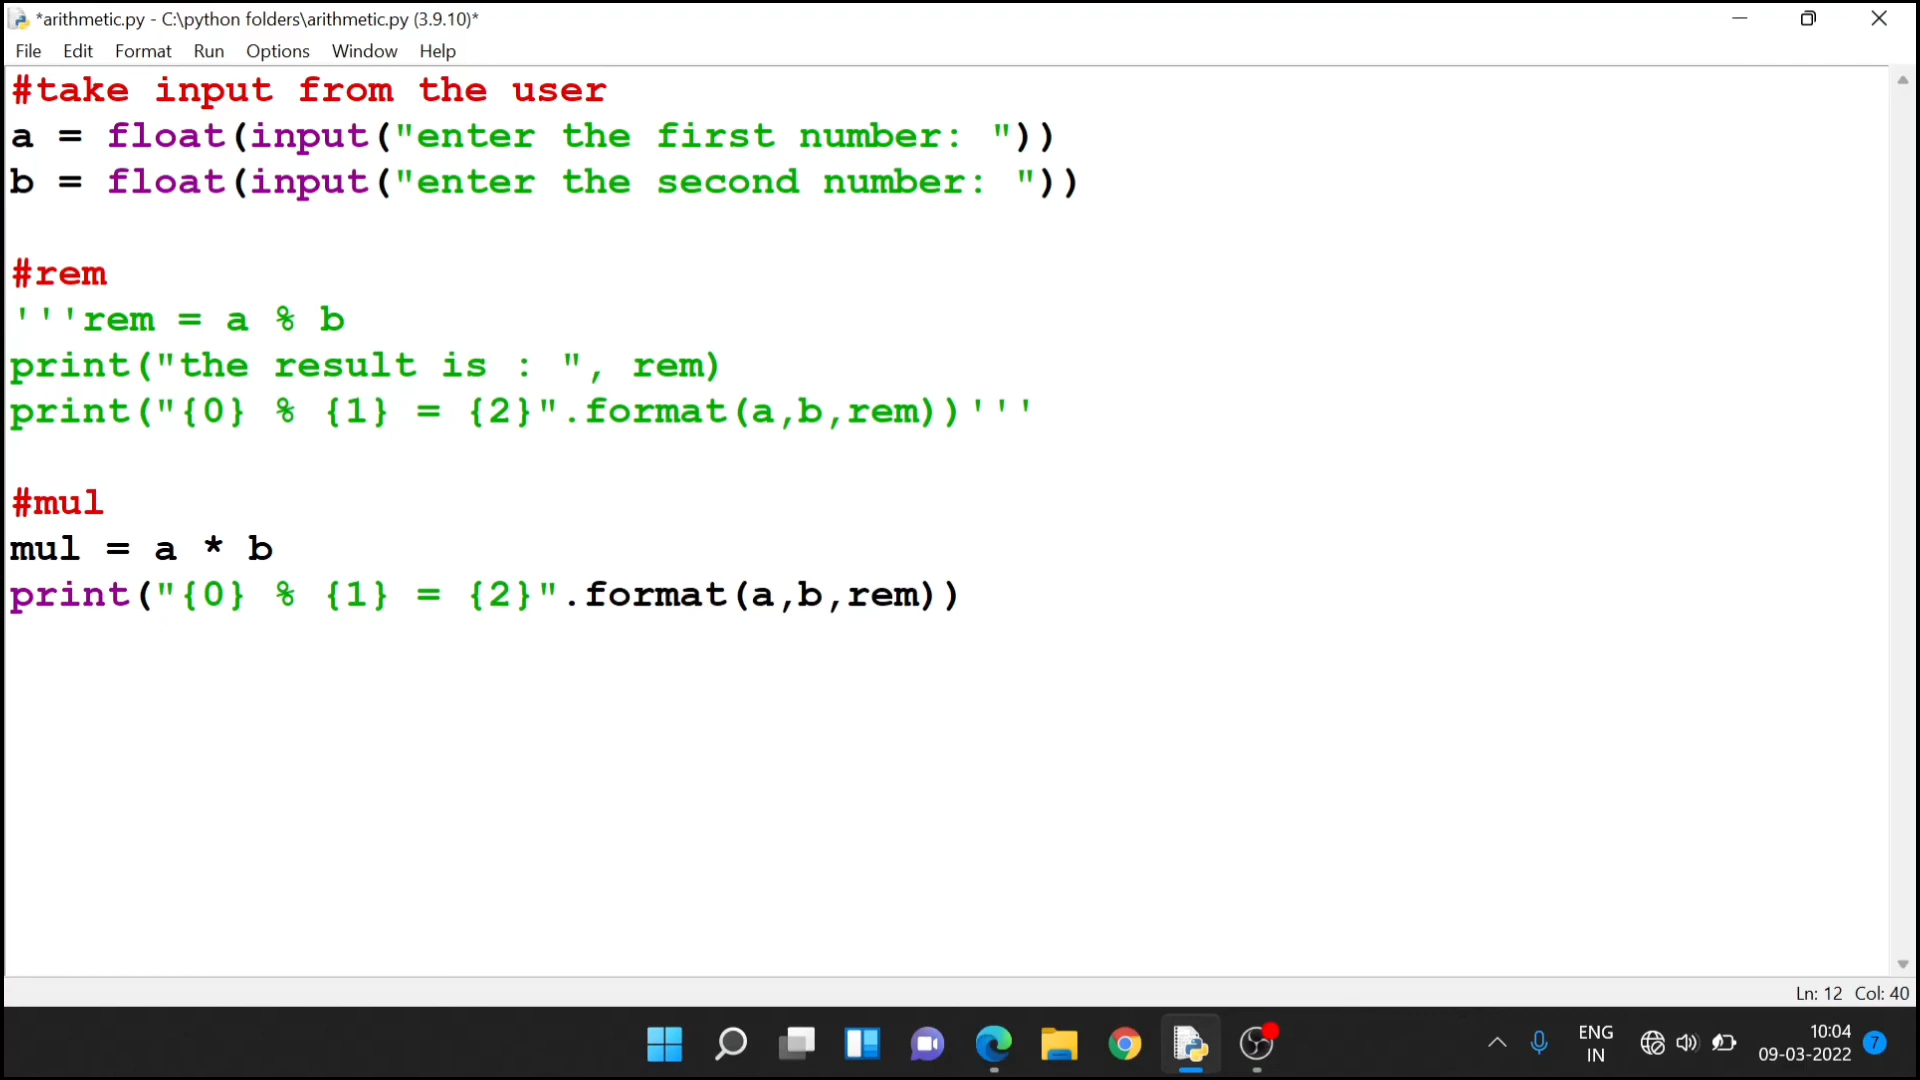 *arithmetic.py - C:\python folders\arithmetic.py (3.9.10)*
File Edit Format Run Options Window Help
#take input from the user
a = float(input("enter the first number: "))
b = float(input("enter the second number: "))
#rem
'''rem = a % b
print("the result is : ", rem)
print("{0} % {1} = {2}".format(a,b,rem))'''
#mul
mul = a * b
print("{0} % {1} = {2}".format(a,b,rem))
Ln: 12 Col: 40
ENG
IN
10:04
09-03-2022
7